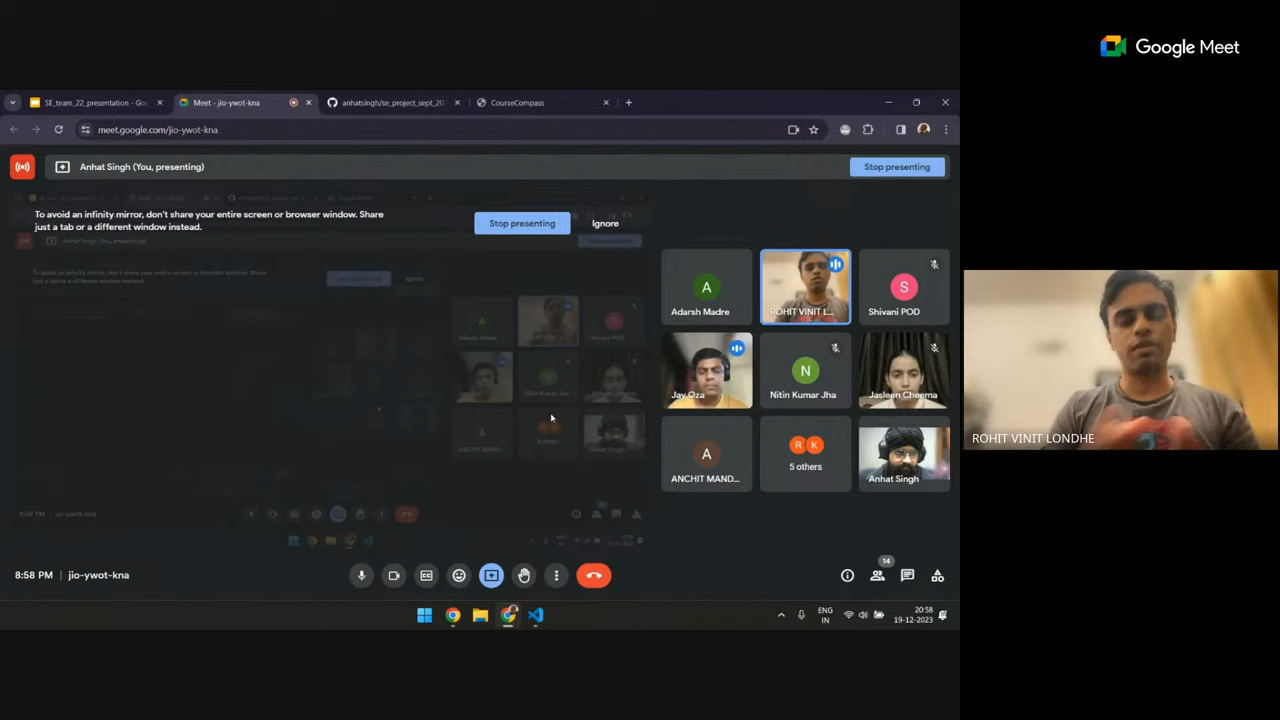 Google Meet
SE_team_22_presentation - Go
Meet - jio-ywot-kna
anhatsingh/se_project_sept_20
CourseCompass
meet.google.com/jio-ywot-kna
Anhat Singh (You, presenting)
Stop presenting
To avoid an infinity mirror, don't share your entire screen or browser window. Share
just a tab or a different window instead.
Stop presenting
Ignore
A
Adarsh Madre
ROHIT VINIT L...
S
Shivani POD
Jay Oza
N
Nitin Kumar Jha
Jasleen Cheema
A
ANCHIT MAND...
R K
5 others
Anhat Singh
ROHIT VINIT LONDHE
8:58 PM | jio-ywot-kna
14
ENG
IN
20:58
19-12-2023